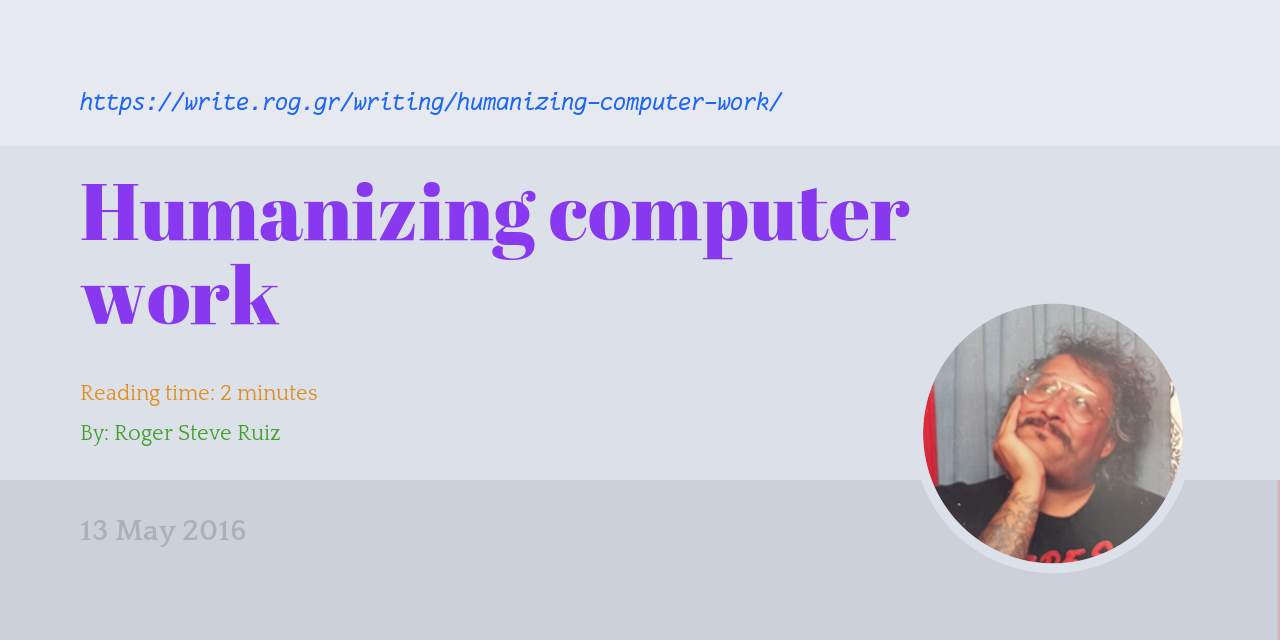 https://write.rog.gr/writing/humanizing-computer-work/
Humanizing computer
work
Reading time: 2 minutes
By: Roger Steve Ruiz
13 May 2016